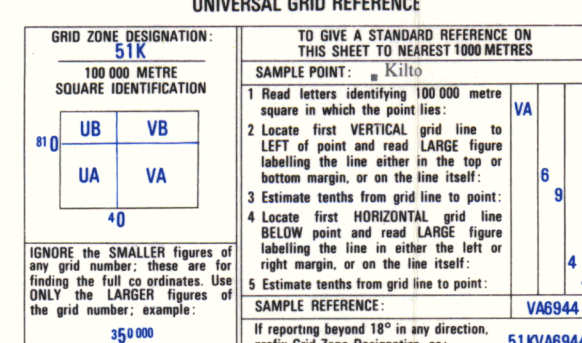 UNIVERSAL GRID REFERENCE
GRID ZONE DESIGNATION:
51K
100 000 METRE
SQUARE IDENTIFICATION
UB VB
81 0
UA VA
40
IGNORE the SMALLER figures of
any grid number; these are for
finding the full co ordinates. Use
ONLY the LARGER figures of
the grid number; example:
350 000
TO GIVE A STANDARD REFERENCE ON
THIS SHEET TO NEAREST 1000 METRES
SAMPLE POINT: Kilto
1 Read letters identifying 100 000 metre
square in which the point lies: VA
2 Locate first VERTICAL grid line to
LEFT of point and read LARGE figure
labelling the line either in the top or
bottom margin, or on the line itself: 6
3 Estimate tenths from grid line to point: 9
4 Locate first HORIZONTAL grid line
BELOW point and read LARGE figure
labelling the line in either the left or
right margin, or on the line itself: 4
5 Estimate tenths from grid line to point:
SAMPLE REFERENCE: VA6944
If reporting beyond 18° in any direction,
prefix Grid Zone Designation, as: 51KVA6944